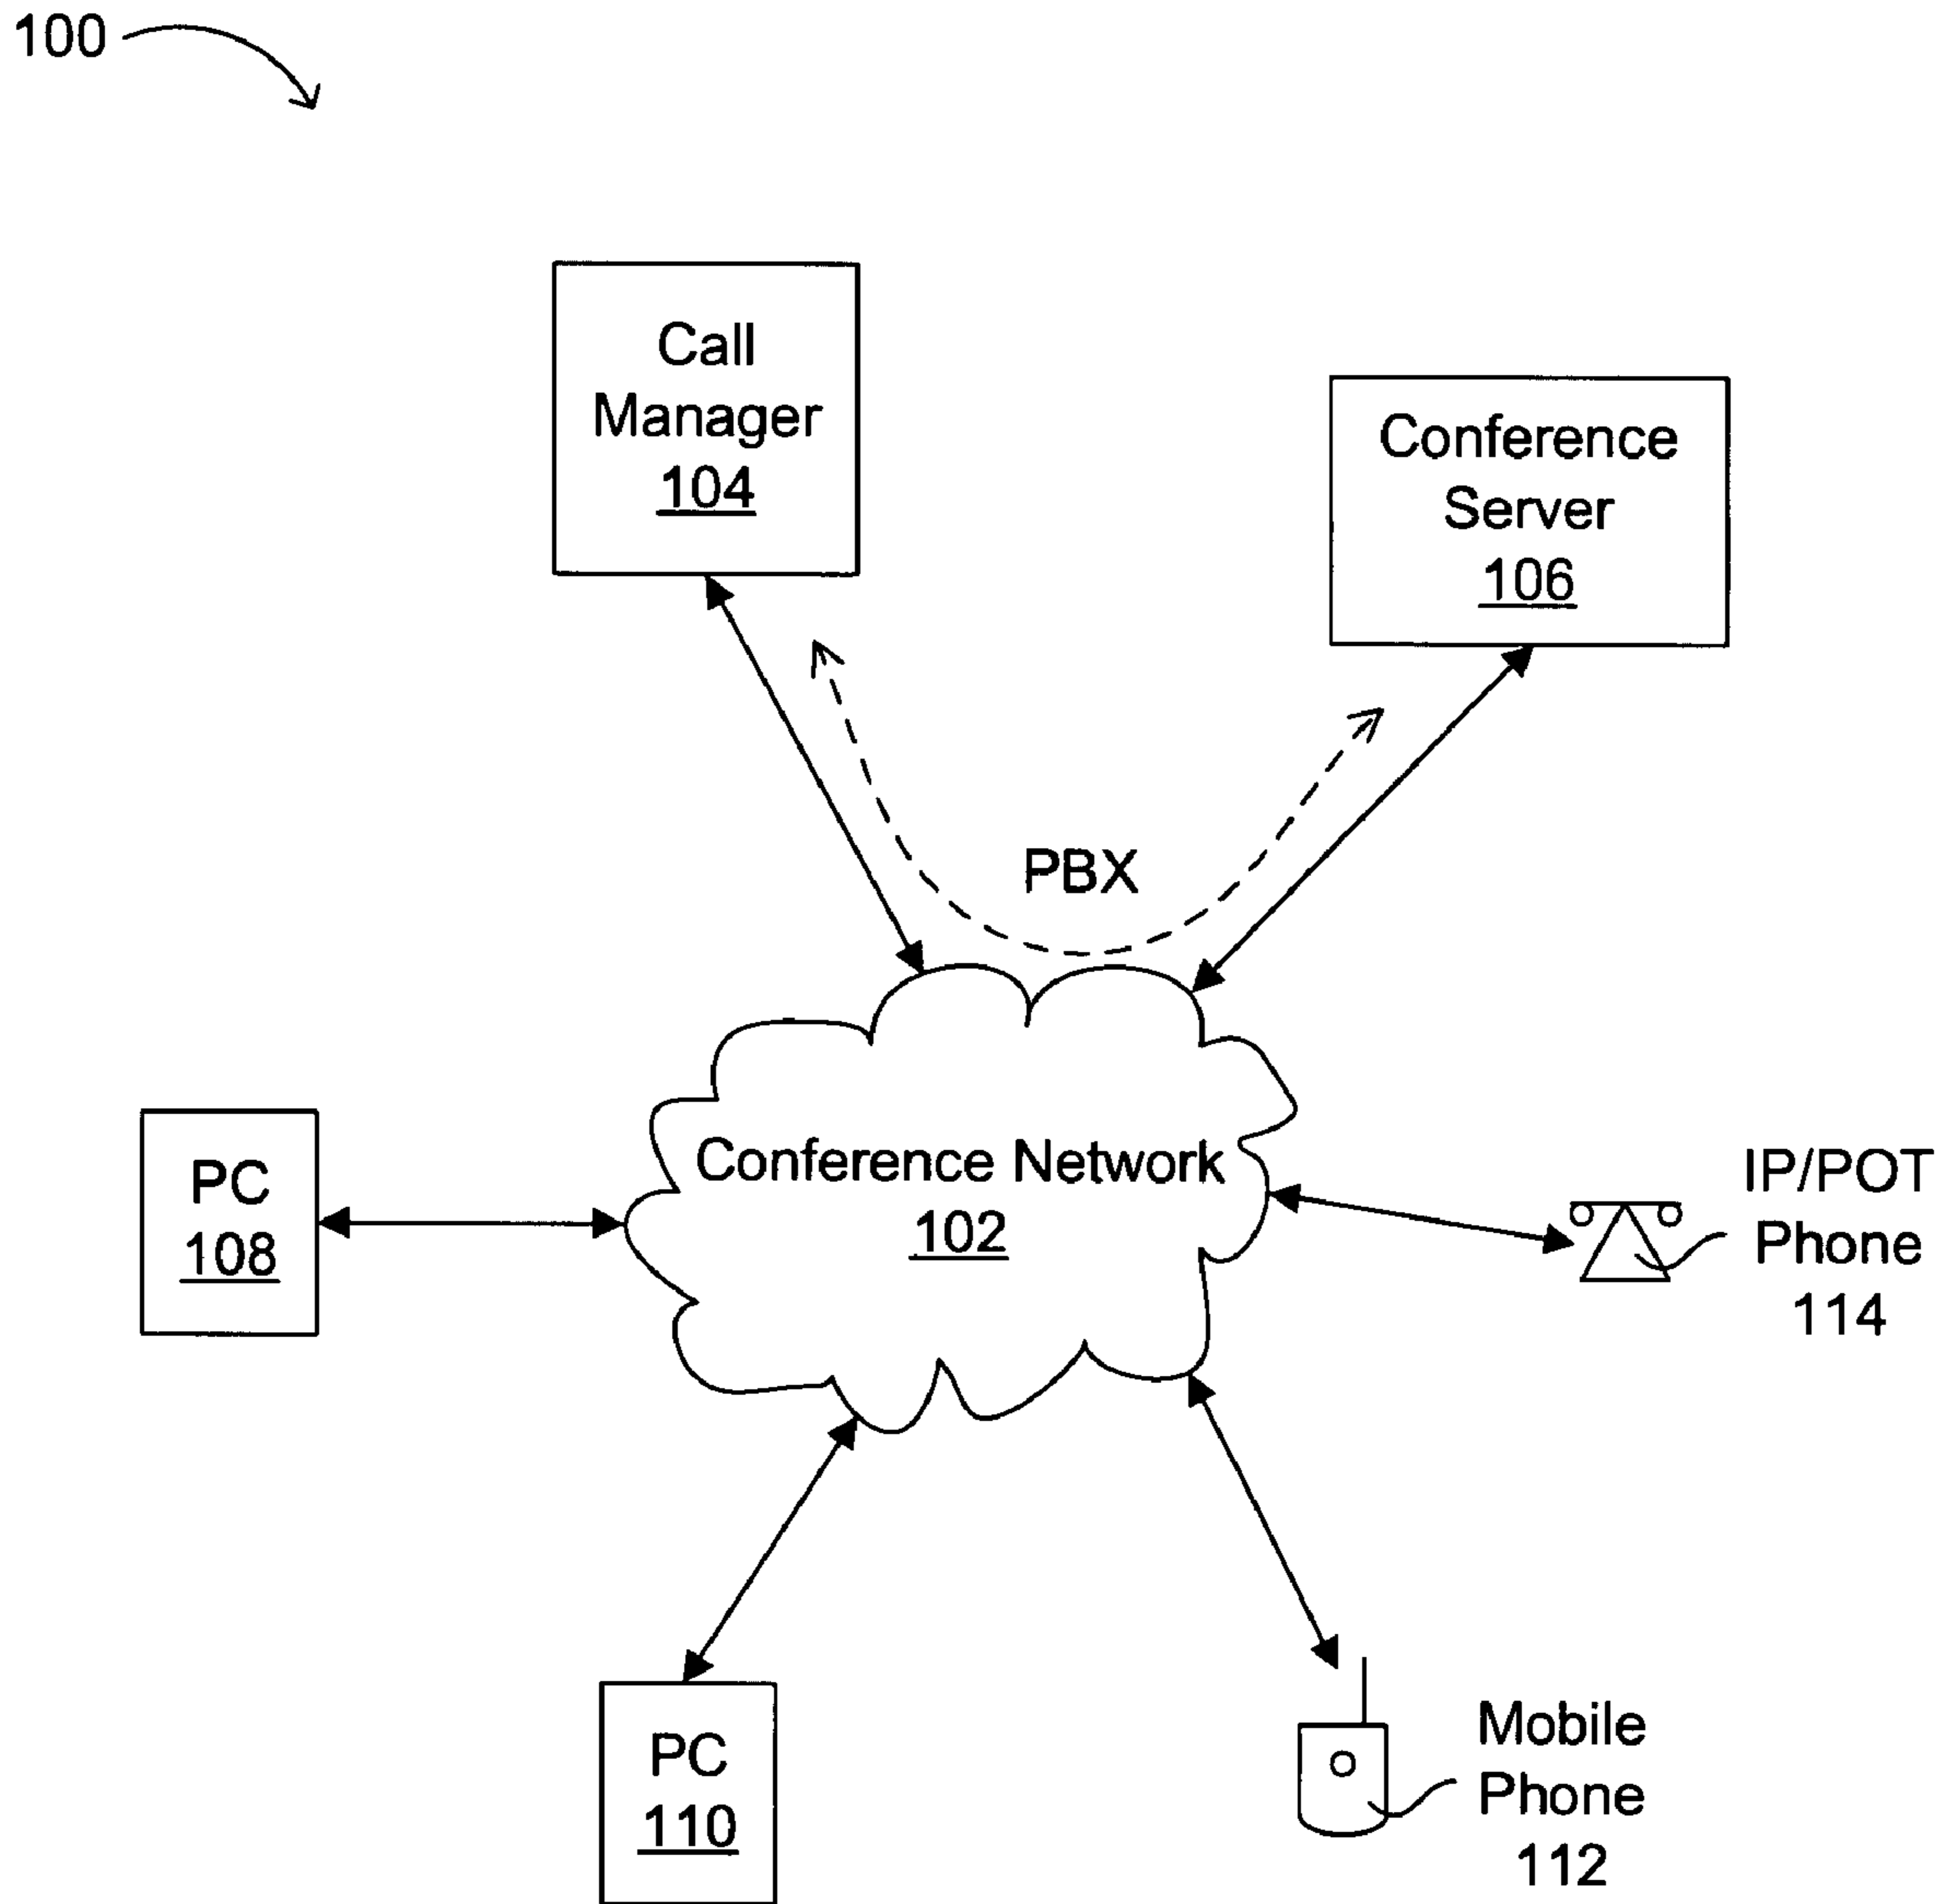 100
Call
Manager
104
Conference
Server
106
PBX
Conference Network
102
PC
108
IP/POT
Phone
114
PC
110
Mobile
Phone
112